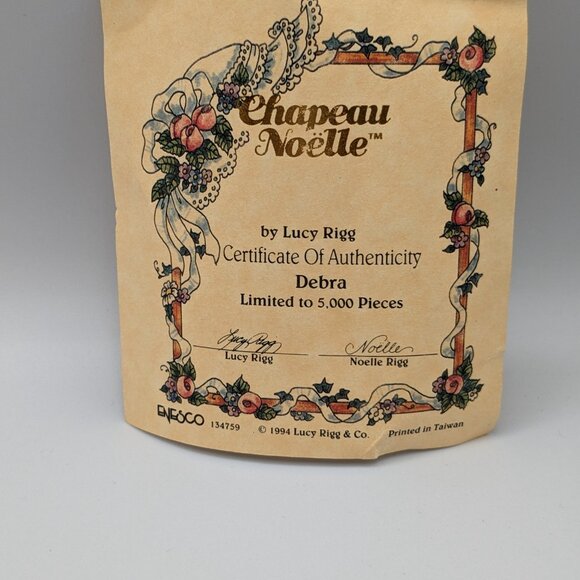 Chapeau
Noëlle™
by Lucy Rigg
Certificate Of Authenticity
Debra
Limited to 5,000 Pieces
Lucy Rigg
Noëlle
Lucy Rigg
Noelle Rigg
ENESCO 134759 © 1994 Lucy Rigg & Co. Printed in Taiwan